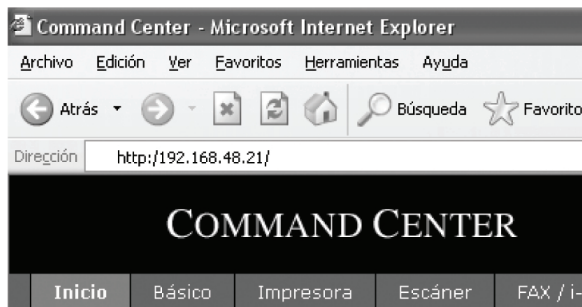 Command Center - Microsoft Internet Explorer
Archivo Edición Ver Favoritos Herramientas Ayuda
Atrás Búsqueda Favorito
Dirección http:/192.168.48.21/
COMMAND CENTER
Inicio Básico Impresora Escáner FAX / i-